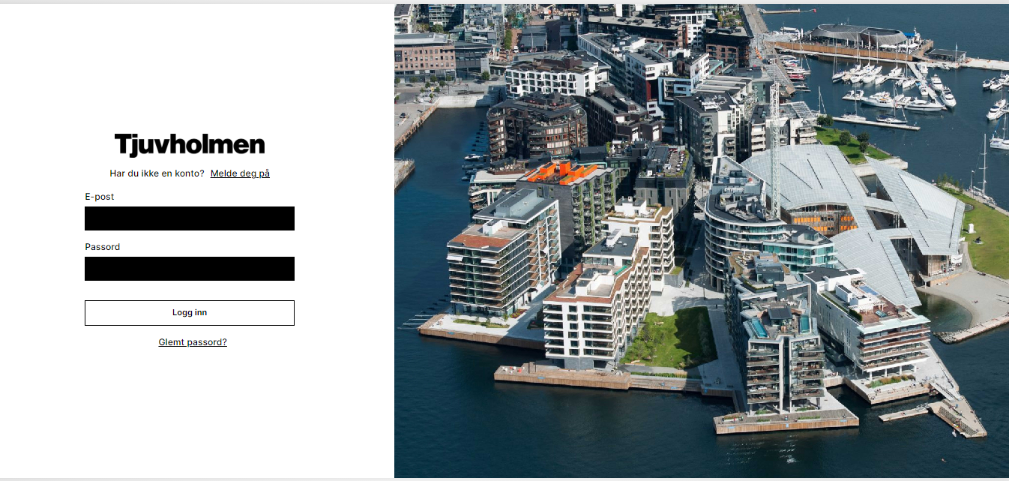 Tjuvholmen
Har du ikke en konto? Melde deg på
E-post
Passord
Logg inn
Glemt passord?